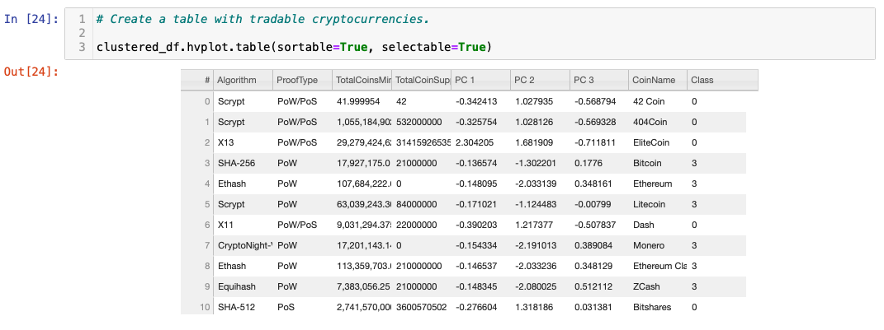 In [24]: 1 # Create a table with tradable cryptocurrencies.
2
3 clustered_df.hvplot.table(sortable=True, selectable=True)
Out[24]:
# Algorithm ProofType TotalCoinsMin TotalCoinSup PC 1 PC 2 PC 3 CoinName Class
0 Scrypt PoW/PoS 41.999954 42 -0.342413 1.027935 -0.568794 42 Coin 0
1 Scrypt PoW/PoS 1,055,184,902 532000000 -0.325754 1.028126 -0.569328 404Coin 0
2 X13 PoW/PoS 29,279,424,62 31415926535 2.304205 1.681909 -0.711811 EliteCoin 0
3 SHA-256 PoW 17,927,175.0 21000000 -0.136574 -1.302201 0.1776 Bitcoin 3
4 Ethash PoW 107,684,222. 0 -0.148095 -2.033139 0.348161 Ethereum 3
5 Scrypt PoW 63,039,243.3 84000000 -0.171021 -1.124483 -0.00799 Litecoin 3
6 X11 PoW/PoS 9,031,294.37 22000000 -0.390203 1.217377 -0.507837 Dash 0
7 CryptoNight- PoW 17,201,143.1 0 -0.154334 -2.191013 0.389084 Monero 3
8 Ethash PoW 113,359,703. 210000000 -0.146537 -2.033236 0.348129 Ethereum Cla 3
9 Equihash PoW 7,383,056.25 21000000 -0.148345 -2.080025 0.512112 ZCash 3
10 SHA-512 PoS 2,741,570,00 3600570502 -0.276604 1.318186 0.031381 Bitshares 0